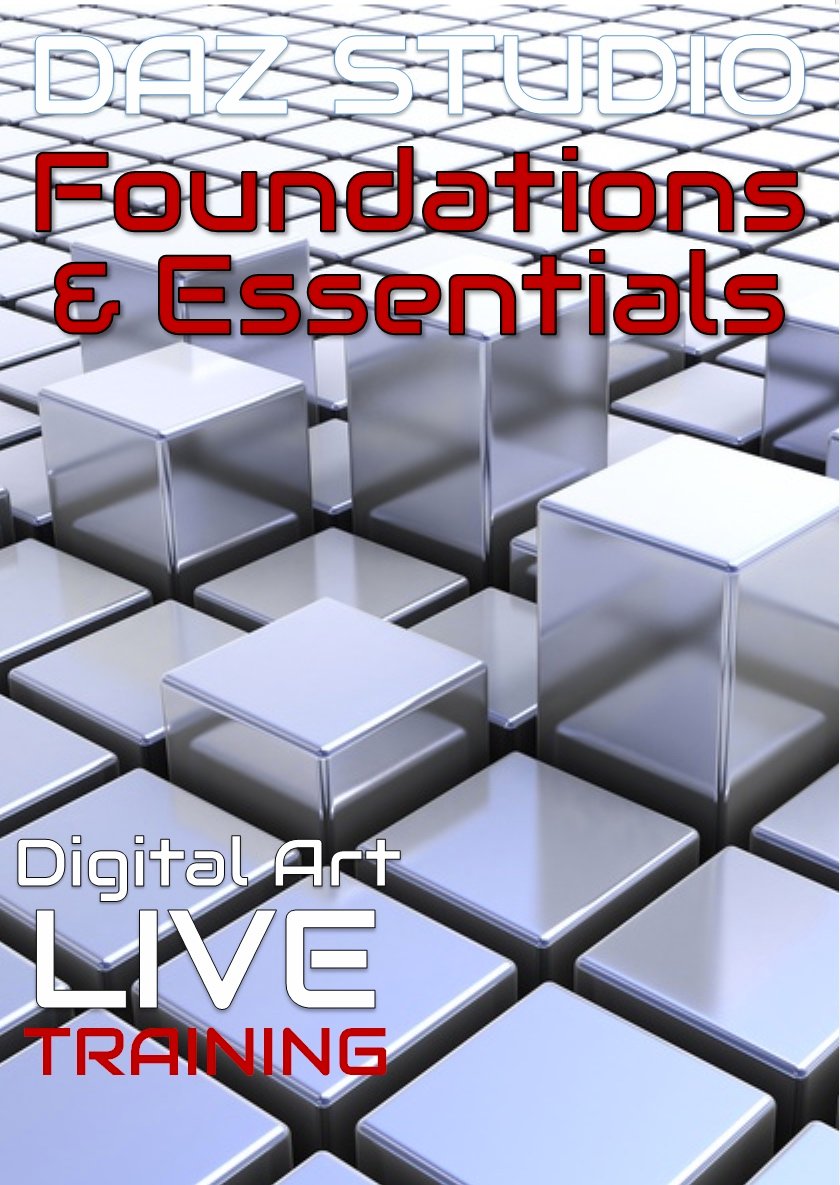 DAZ STUDIO
Foundations
& Essentials
Digital Art
LIVE
TRAINING